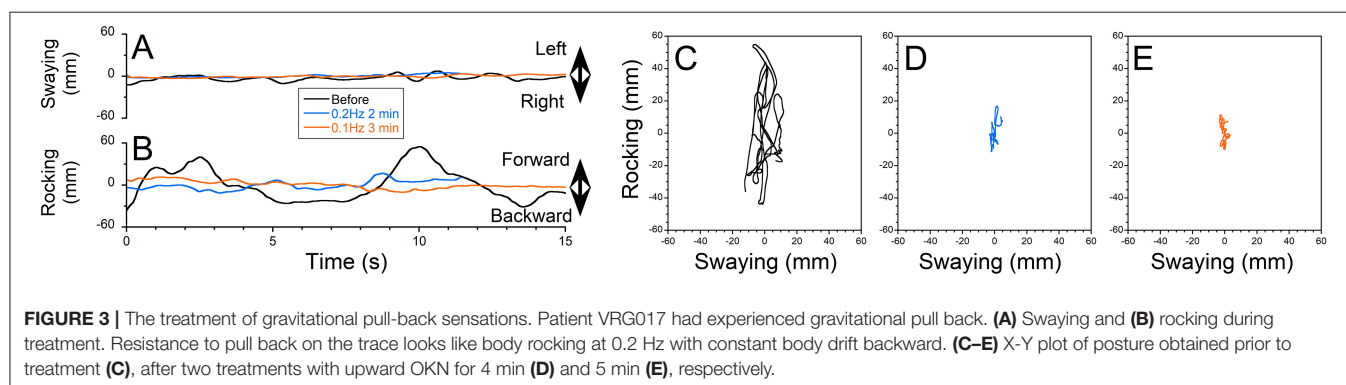 A
60
0
-60
Swaying
(mm)
Left
Right
Before
0.2Hz 2 min
0.1Hz 3 min
B
60
0
-60
Rocking
(mm)
Forward
Backward
0 5 10 15
Time (s)
C
60
40
20
0
-20
-40
-60
Rocking (mm)
-60 -40 -20 0 20 40 60
Swaying (mm)
D
60
40
20
0
-20
-40
-60
-60 -40 -20 0 20 40 60
Swaying (mm)
E
60
40
20
0
-20
-40
-60
-60 -40 -20 0 20 40 60
Swaying (mm)
FIGURE 3 | The treatment of gravitational pull-back sensations. Patient VRG017 had experienced gravitational pull back. (A) Swaying and (B) rocking during
treatment. Resistance to pull back on the trace looks like body rocking at 0.2 Hz with constant body drift backward. (C–E) X-Y plot of posture obtained prior to
treatment (C), after two treatments with upward OKN for 4 min (D) and 5 min (E), respectively.